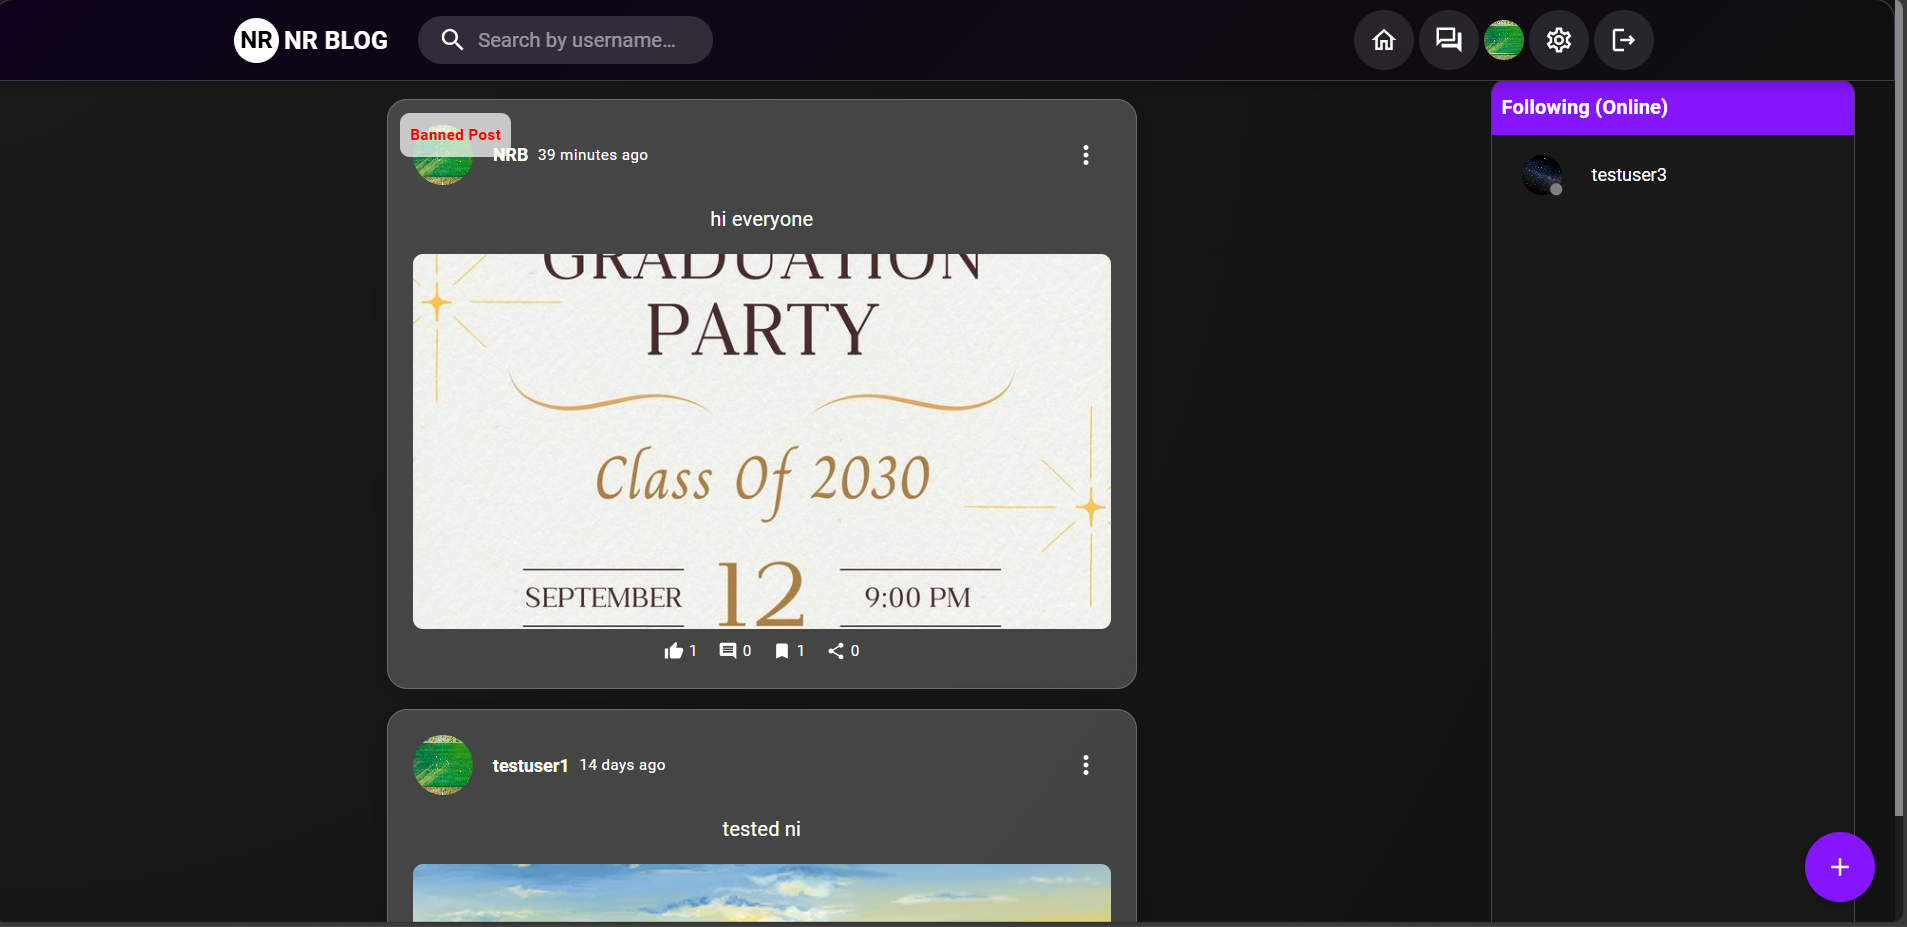 NR NR BLOG
Search by username...
Following (Online)
testuser3
Banned Post
NRB 39 minutes ago
hi everyone
GRADUATION
PARTY
Class Of 2030
SEPTEMBER 12 9:00 PM
1 0 1 0
testuser1 14 days ago
tested ni